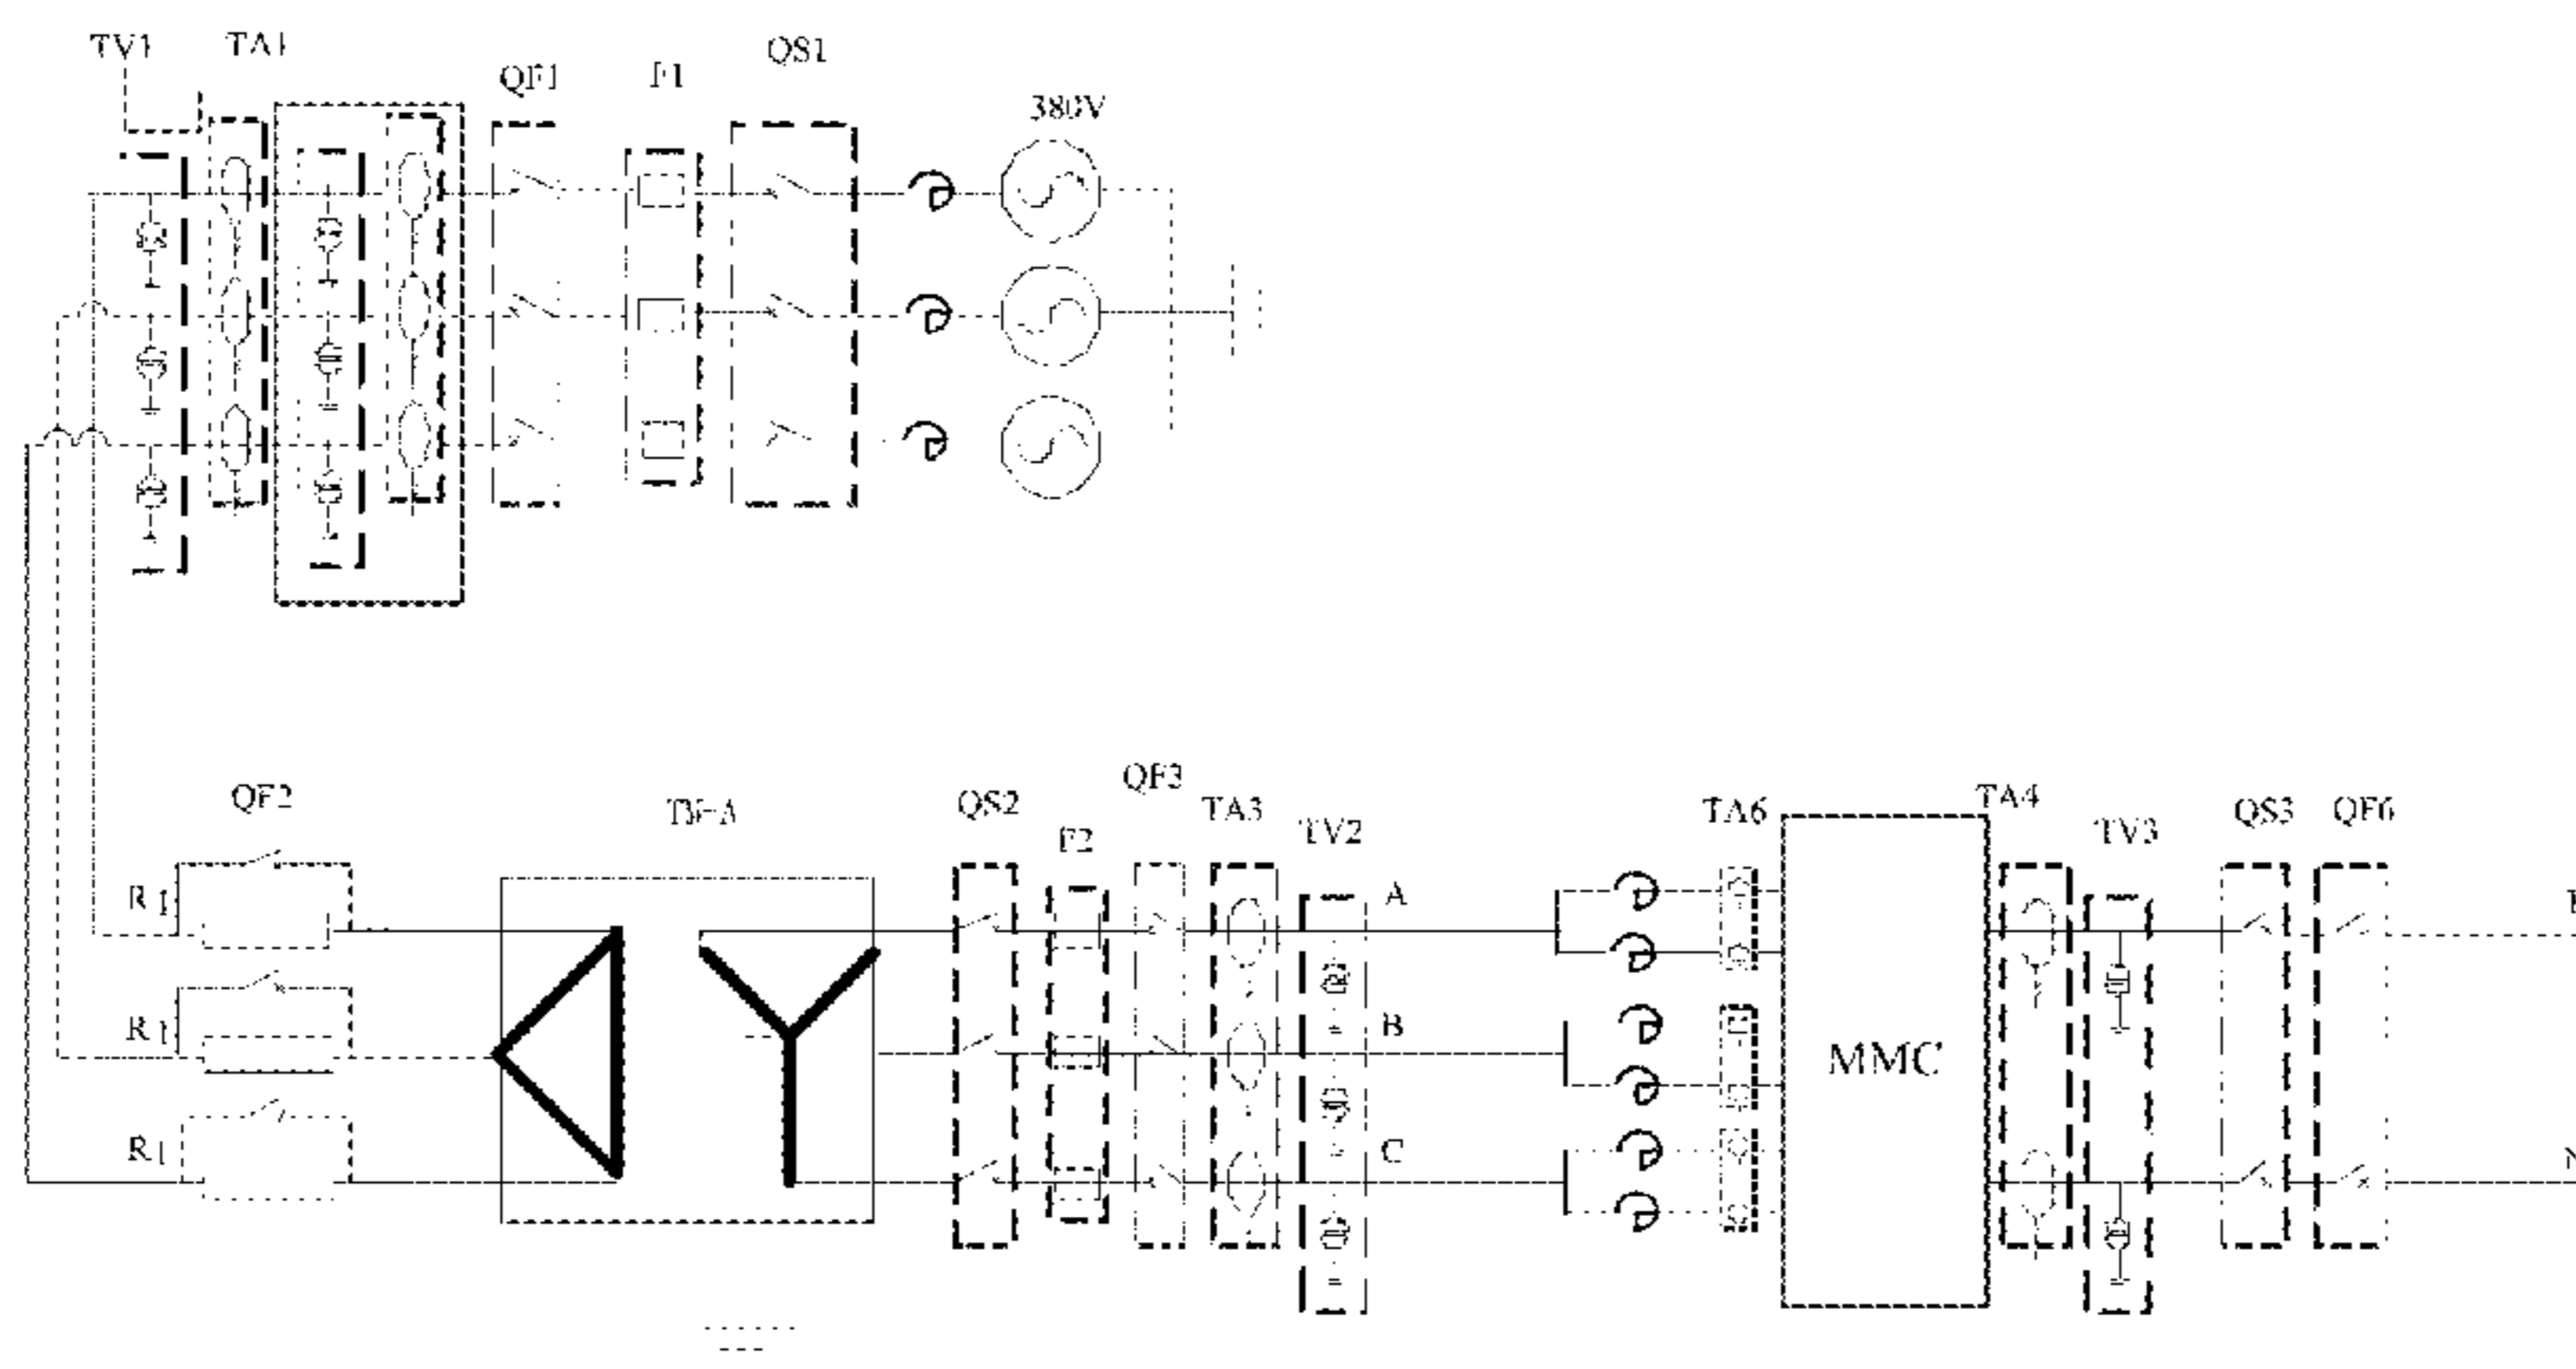 TV1
TA1
QF1
F1
QS1
380V
QF2
QS2
F2
QF3
TA3
TV2
TA6
TA4
TV3
QS3
QF6
R1
A
R1
B
MMC
R1
C